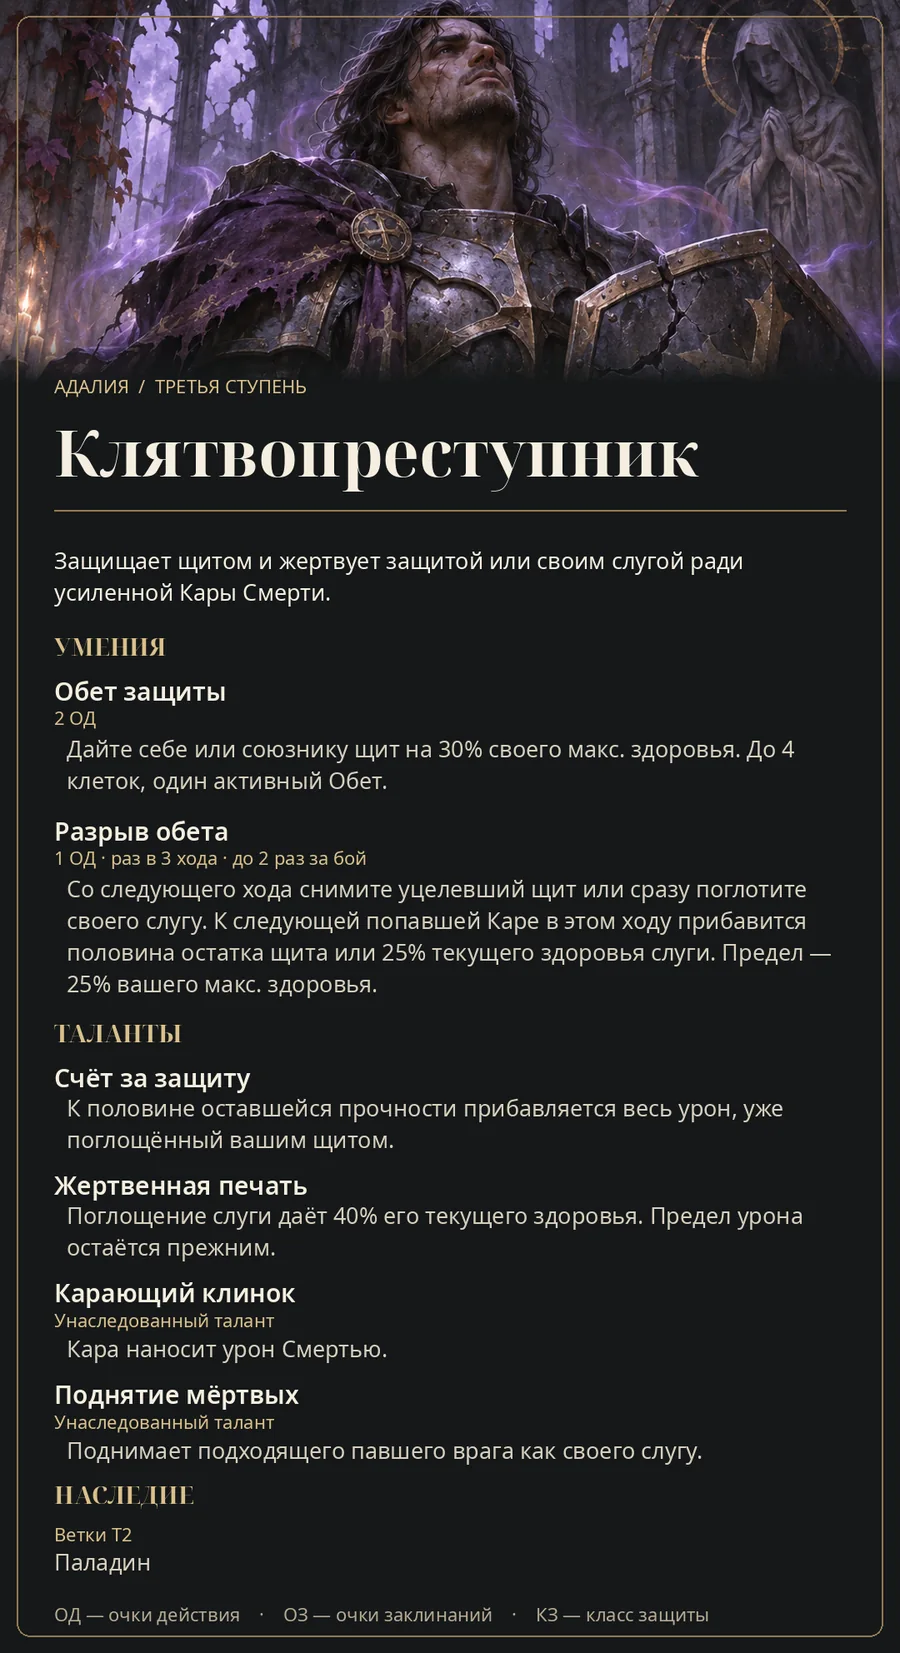 АДАЛИЯ / ТРЕТЬЯ СТУПЕНЬ
Клятвопреступник
Защищает щитом и жертвует защитой или своим слугой ради
усиленной Кары Смерти.
УМЕНИЯ
Обет защиты
2 ОД
Дайте себе или союзнику щит на 30% своего макс. здоровья. До 4
клеток, один активный Обет.
Разрыв обета
1 ОД · раз в 3 хода · до 2 раз за бой
Со следующего хода снимите уцелевший щит или сразу поглотите
своего слугу. К следующей попавшей Каре в этом ходу прибавится
половина остатка щита или 25% текущего здоровья слуги. Предел —
25% вашего макс. здоровья.
ТАЛАНТЫ
Счёт за защиту
К половине оставшейся прочности прибавляется весь урон, уже
поглощённый вашим щитом.
Жертвенная печать
Поглощение слуги даёт 40% его текущего здоровья. Предел урона
остаётся прежним.
Карающий клинок
Унаследованный талант
Кара наносит урон Смертью.
Поднятие мёртвых
Унаследованный талант
Поднимает подходящего павшего врага как своего слугу.
НАСЛЕДИЕ
Ветки Т2
Паладин
ОД — очки действия · ОЗ — очки заклинаний · КЗ — класс защиты